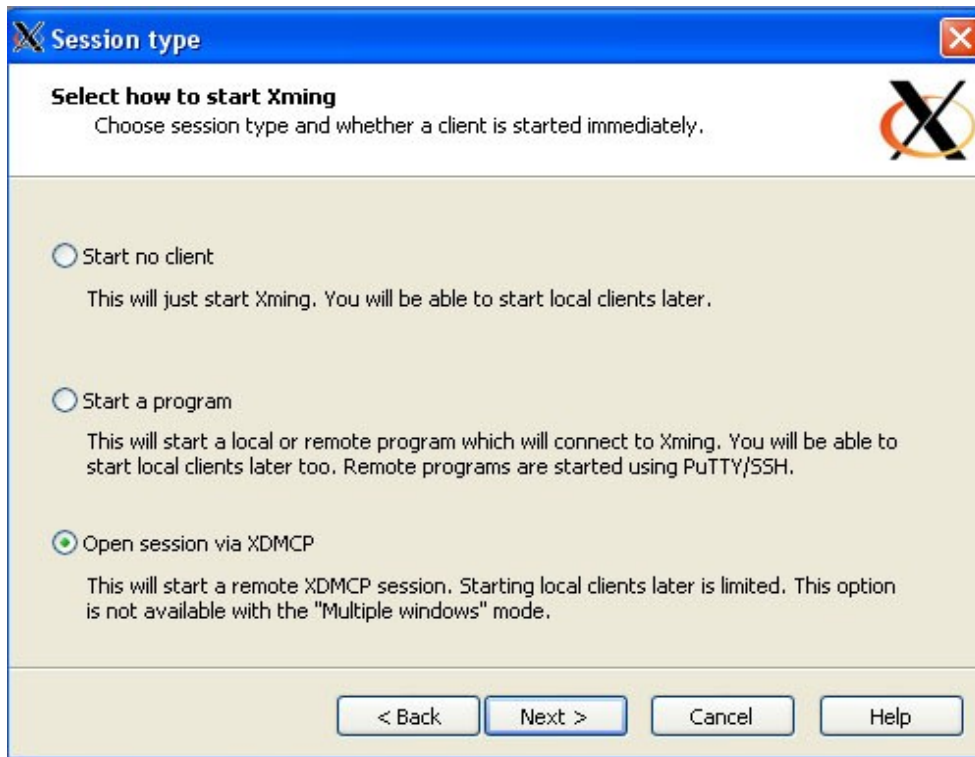 Session type
Select how to start Xming
Choose session type and whether a client is started immediately.
Start no client
This will just start Xming. You will be able to start local clients later.
Start a program
This will start a local or remote program which will connect to Xming. You will be able to
start local clients later too. Remote programs are started using PuTTY/SSH.
Open session via XDMCP
This will start a remote XDMCP session. Starting local clients later is limited. This option
is not available with the "Multiple windows" mode.
< Back Next > Cancel Help